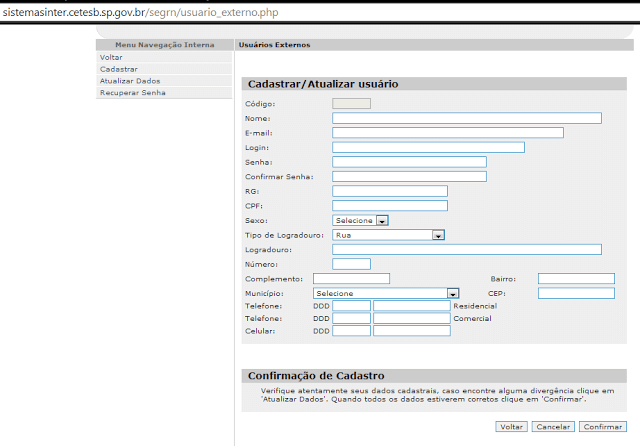 sistemasinter.cetesb.sp.gov.br/segrn/usuario_externo.php
Menu Navegação Interna
Voltar
Cadastrar
Atualizar Dados
Recuperar Senha
Usuários Externos
Cadastrar/Atualizar usuário
Código:
Nome:
E-mail:
Login:
Senha:
Confirmar Senha:
RG:
CPF:
Sexo: Selecione
Tipo de Logradouro: Rua
Logradouro:
Número:
Complemento: Bairro:
Município: Selecione CEP:
Telefone: DDD Residencial
Telefone: DDD Comercial
Celular: DDD
Confirmação de Cadastro
Verifique atentamente seus dados cadastrais, caso encontre alguma divergência clique em
'Atualizar Dados'. Quando todos os dados estiverem corretos clique em 'Confirmar'.
Voltar Cancelar Confirmar